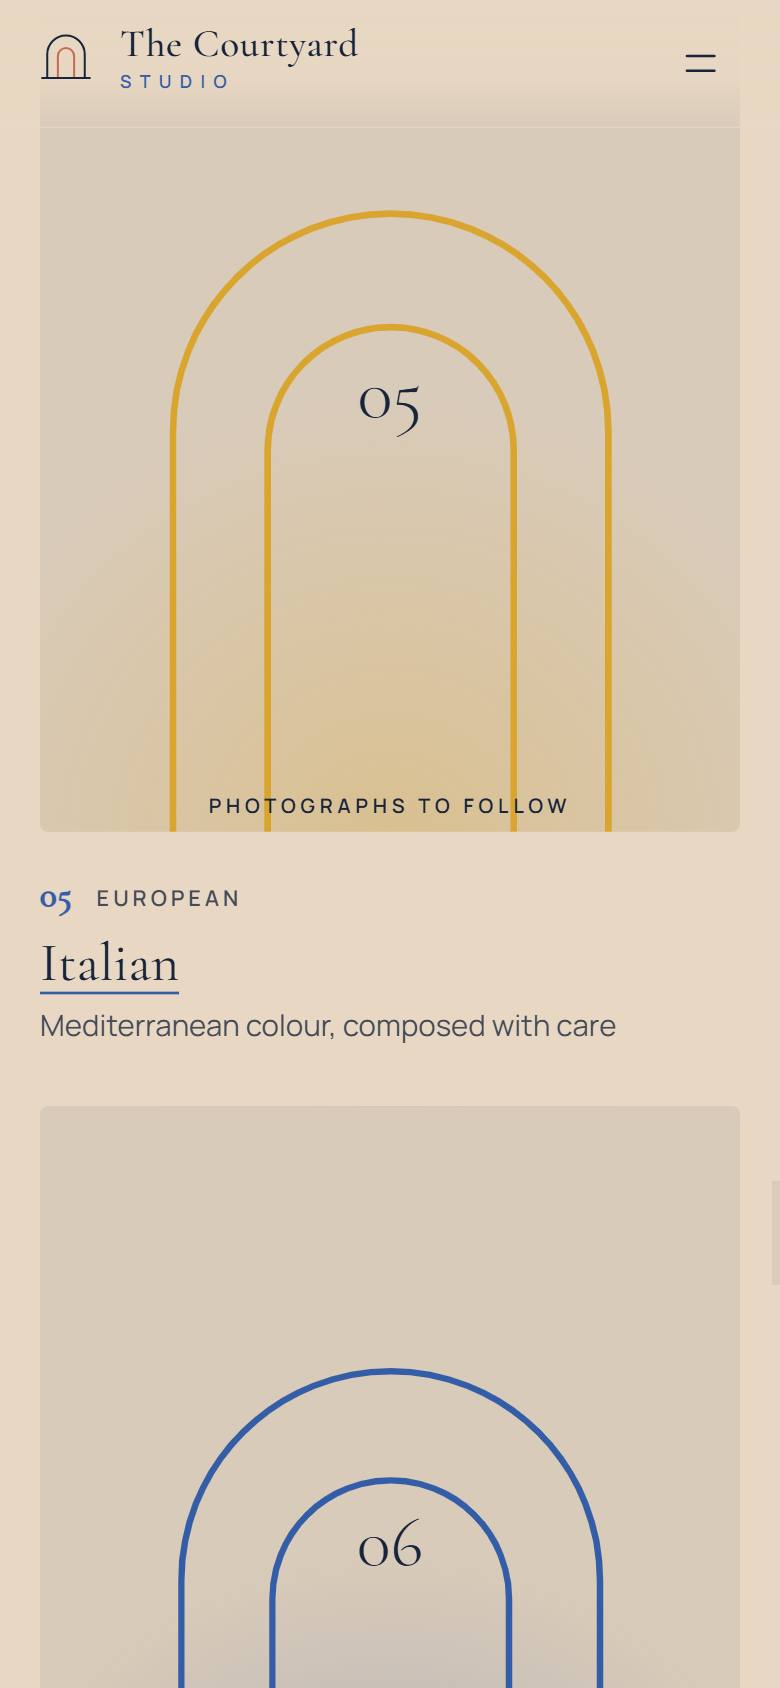 The Courtyard
STUDIO
05
PHOTOGRAPHS TO FOLLOW
05 EUROPEAN
Italian
Mediterranean colour, composed with care
06